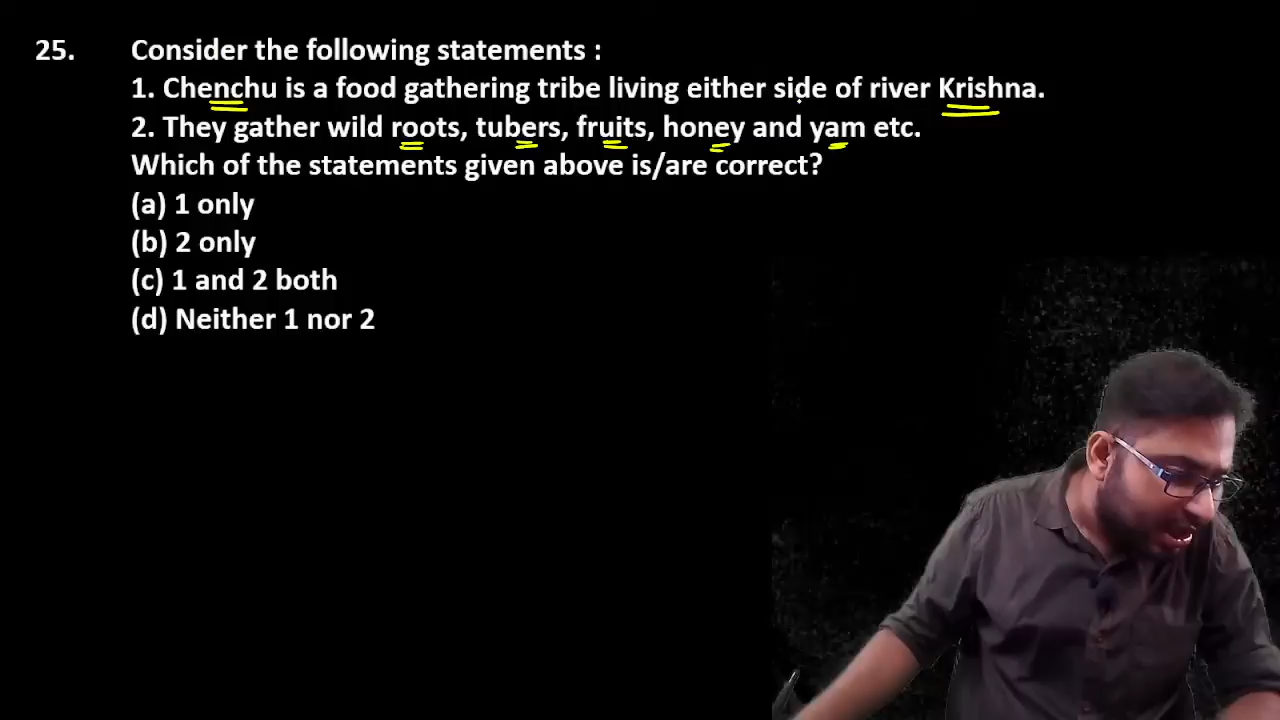 25. Consider the following statements :
1. Chenchu is a food gathering tribe living either side of river Krishna.
2. They gather wild roots, tubers, fruits, honey and yam etc.
Which of the statements given above is/are correct?
(a) 1 only
(b) 2 only
(c) 1 and 2 both
(d) Neither 1 nor 2